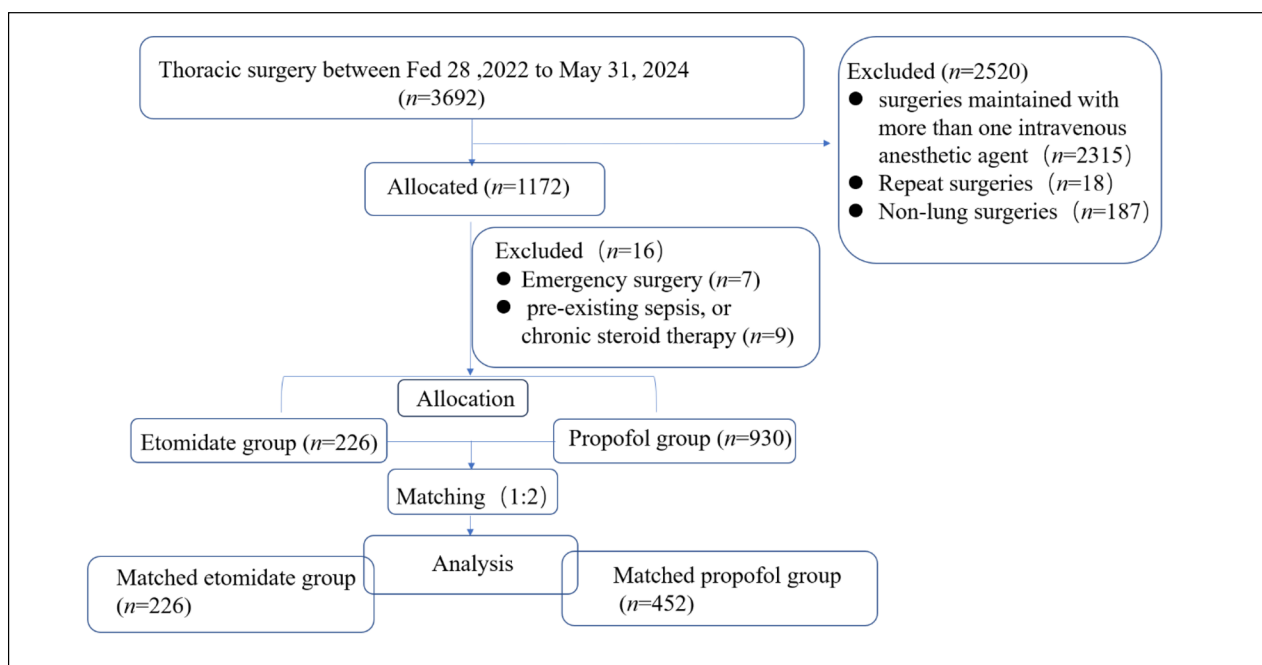 Thoracic surgery between Fed 28 ,2022 to May 31, 2024
(n=3692)
Excluded (n=2520)
● surgeries maintained with
more than one intravenous
anesthetic agent（n=2315)
● Repeat surgeries（n=18)
● Non-lung surgeries（n=187)
Allocated (n=1172)
Excluded（n=16)
● Emergency surgery (n=7)
● pre-existing sepsis, or
chronic steroid therapy (n=9)
Allocation
Etomidate group (n=226)
Propofol group (n=930)
Matching（1:2）
Analysis
Matched etomidate group
(n=226)
Matched propofol group
(n=452)